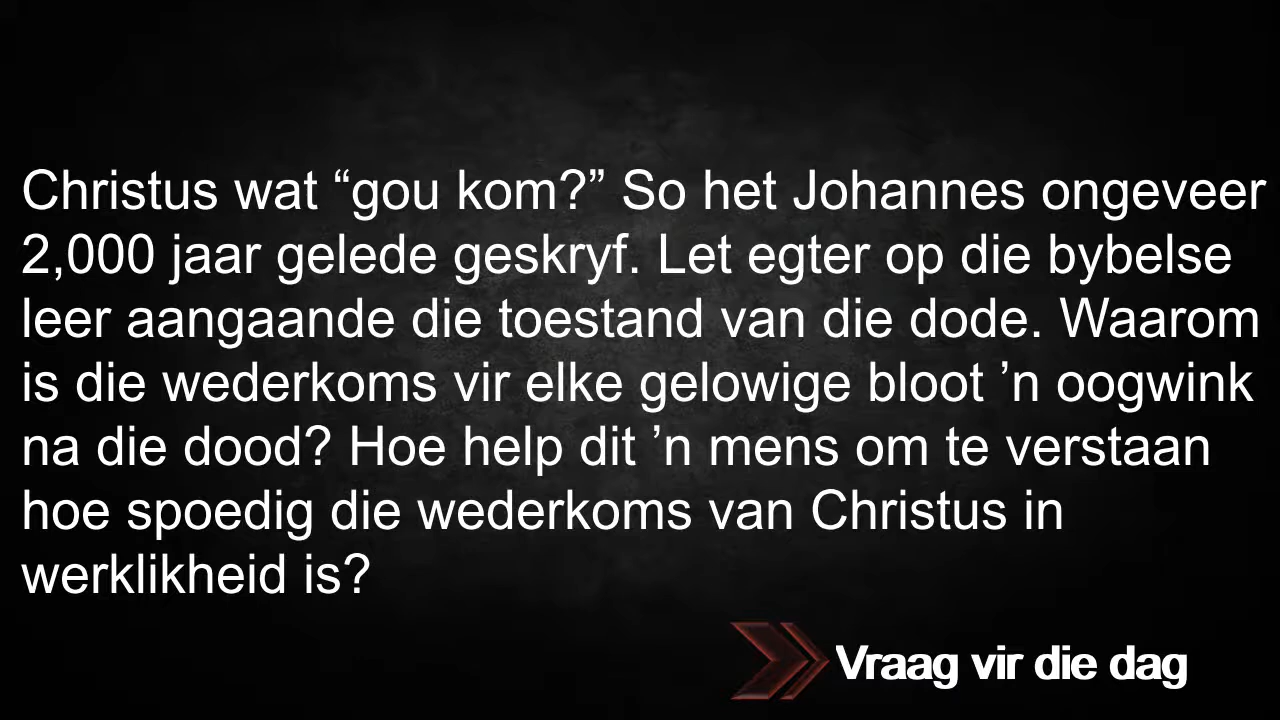 Christus wat “gou kom?” So het Johannes ongeveer
2,000 jaar gelede geskryf. Let egter op die bybelse
leer aangaande die toestand van die dode. Waarom
is die wederkoms vir elke gelowige bloot ’n oogwink
na die dood? Hoe help dit ’n mens om te verstaan
hoe spoedig die wederkoms van Christus in
werklikheid is?
Vraag vir die dag